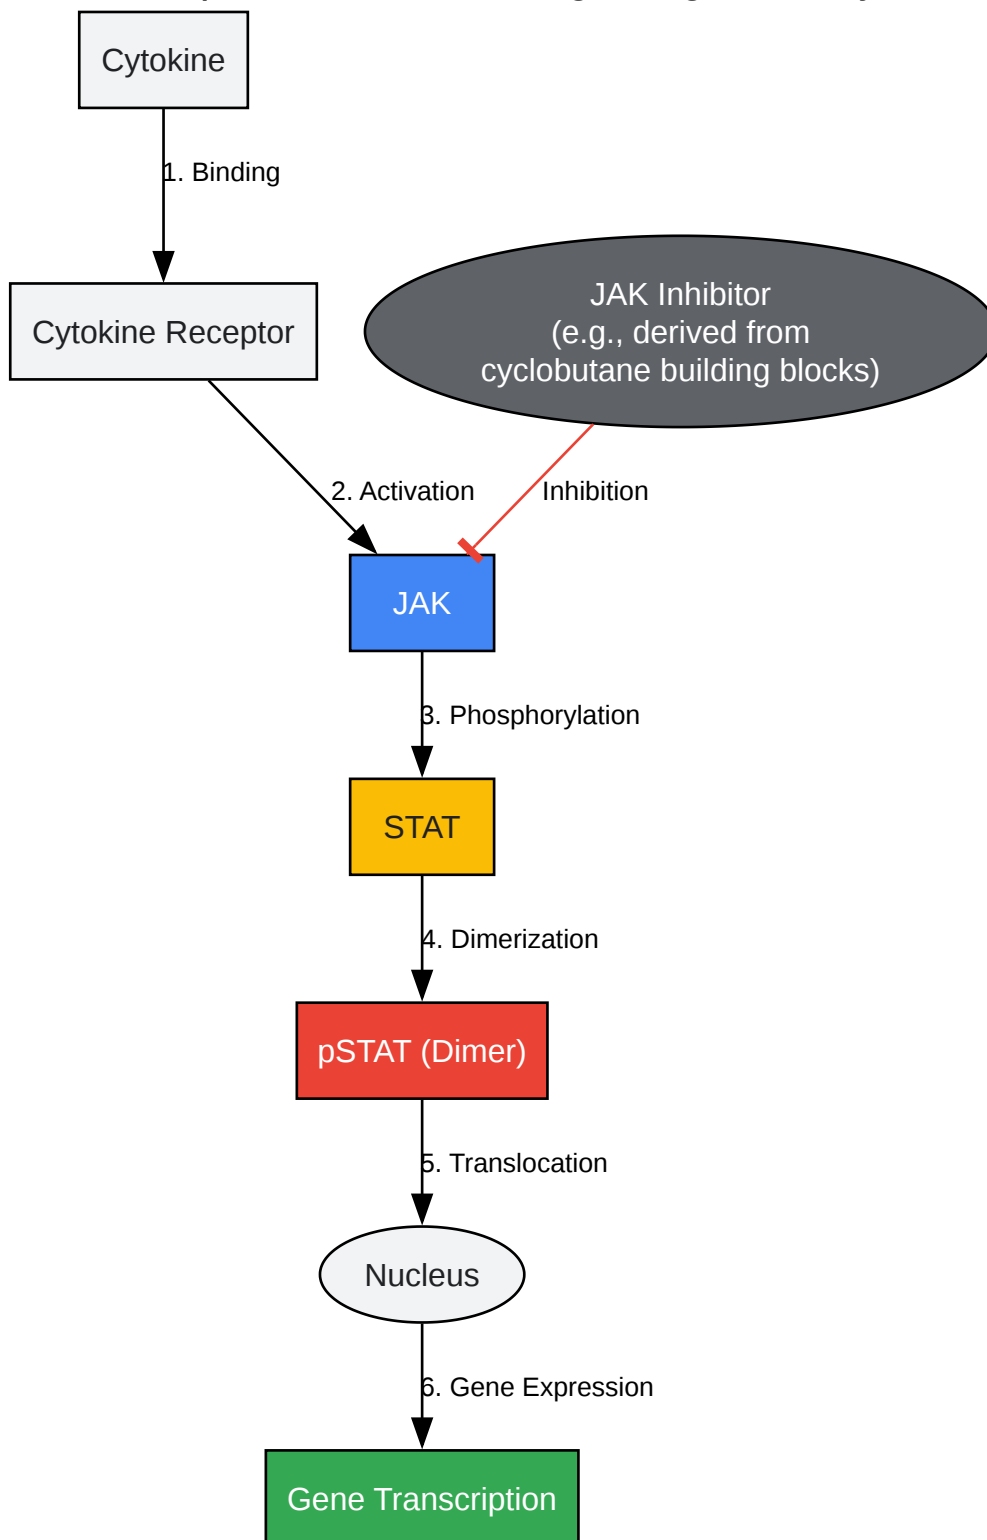 Cytokine
1. Binding
Cytokine Receptor
JAK Inhibitor
(e.g., derived from
cyclobutane building blocks)
2. Activation
Inhibition
JAK
3. Phosphorylation
STAT
4. Dimerization
pSTAT (Dimer)
5. Translocation
Nucleus
6. Gene Expression
Gene Transcription